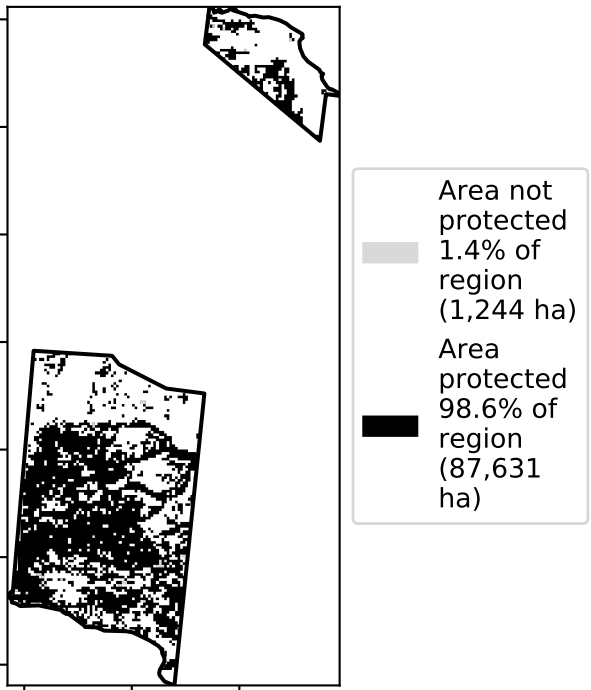 Area not
protected
1.4% of
region
(1,244 ha)
Area
protected
98.6% of
region
(87,631
ha)